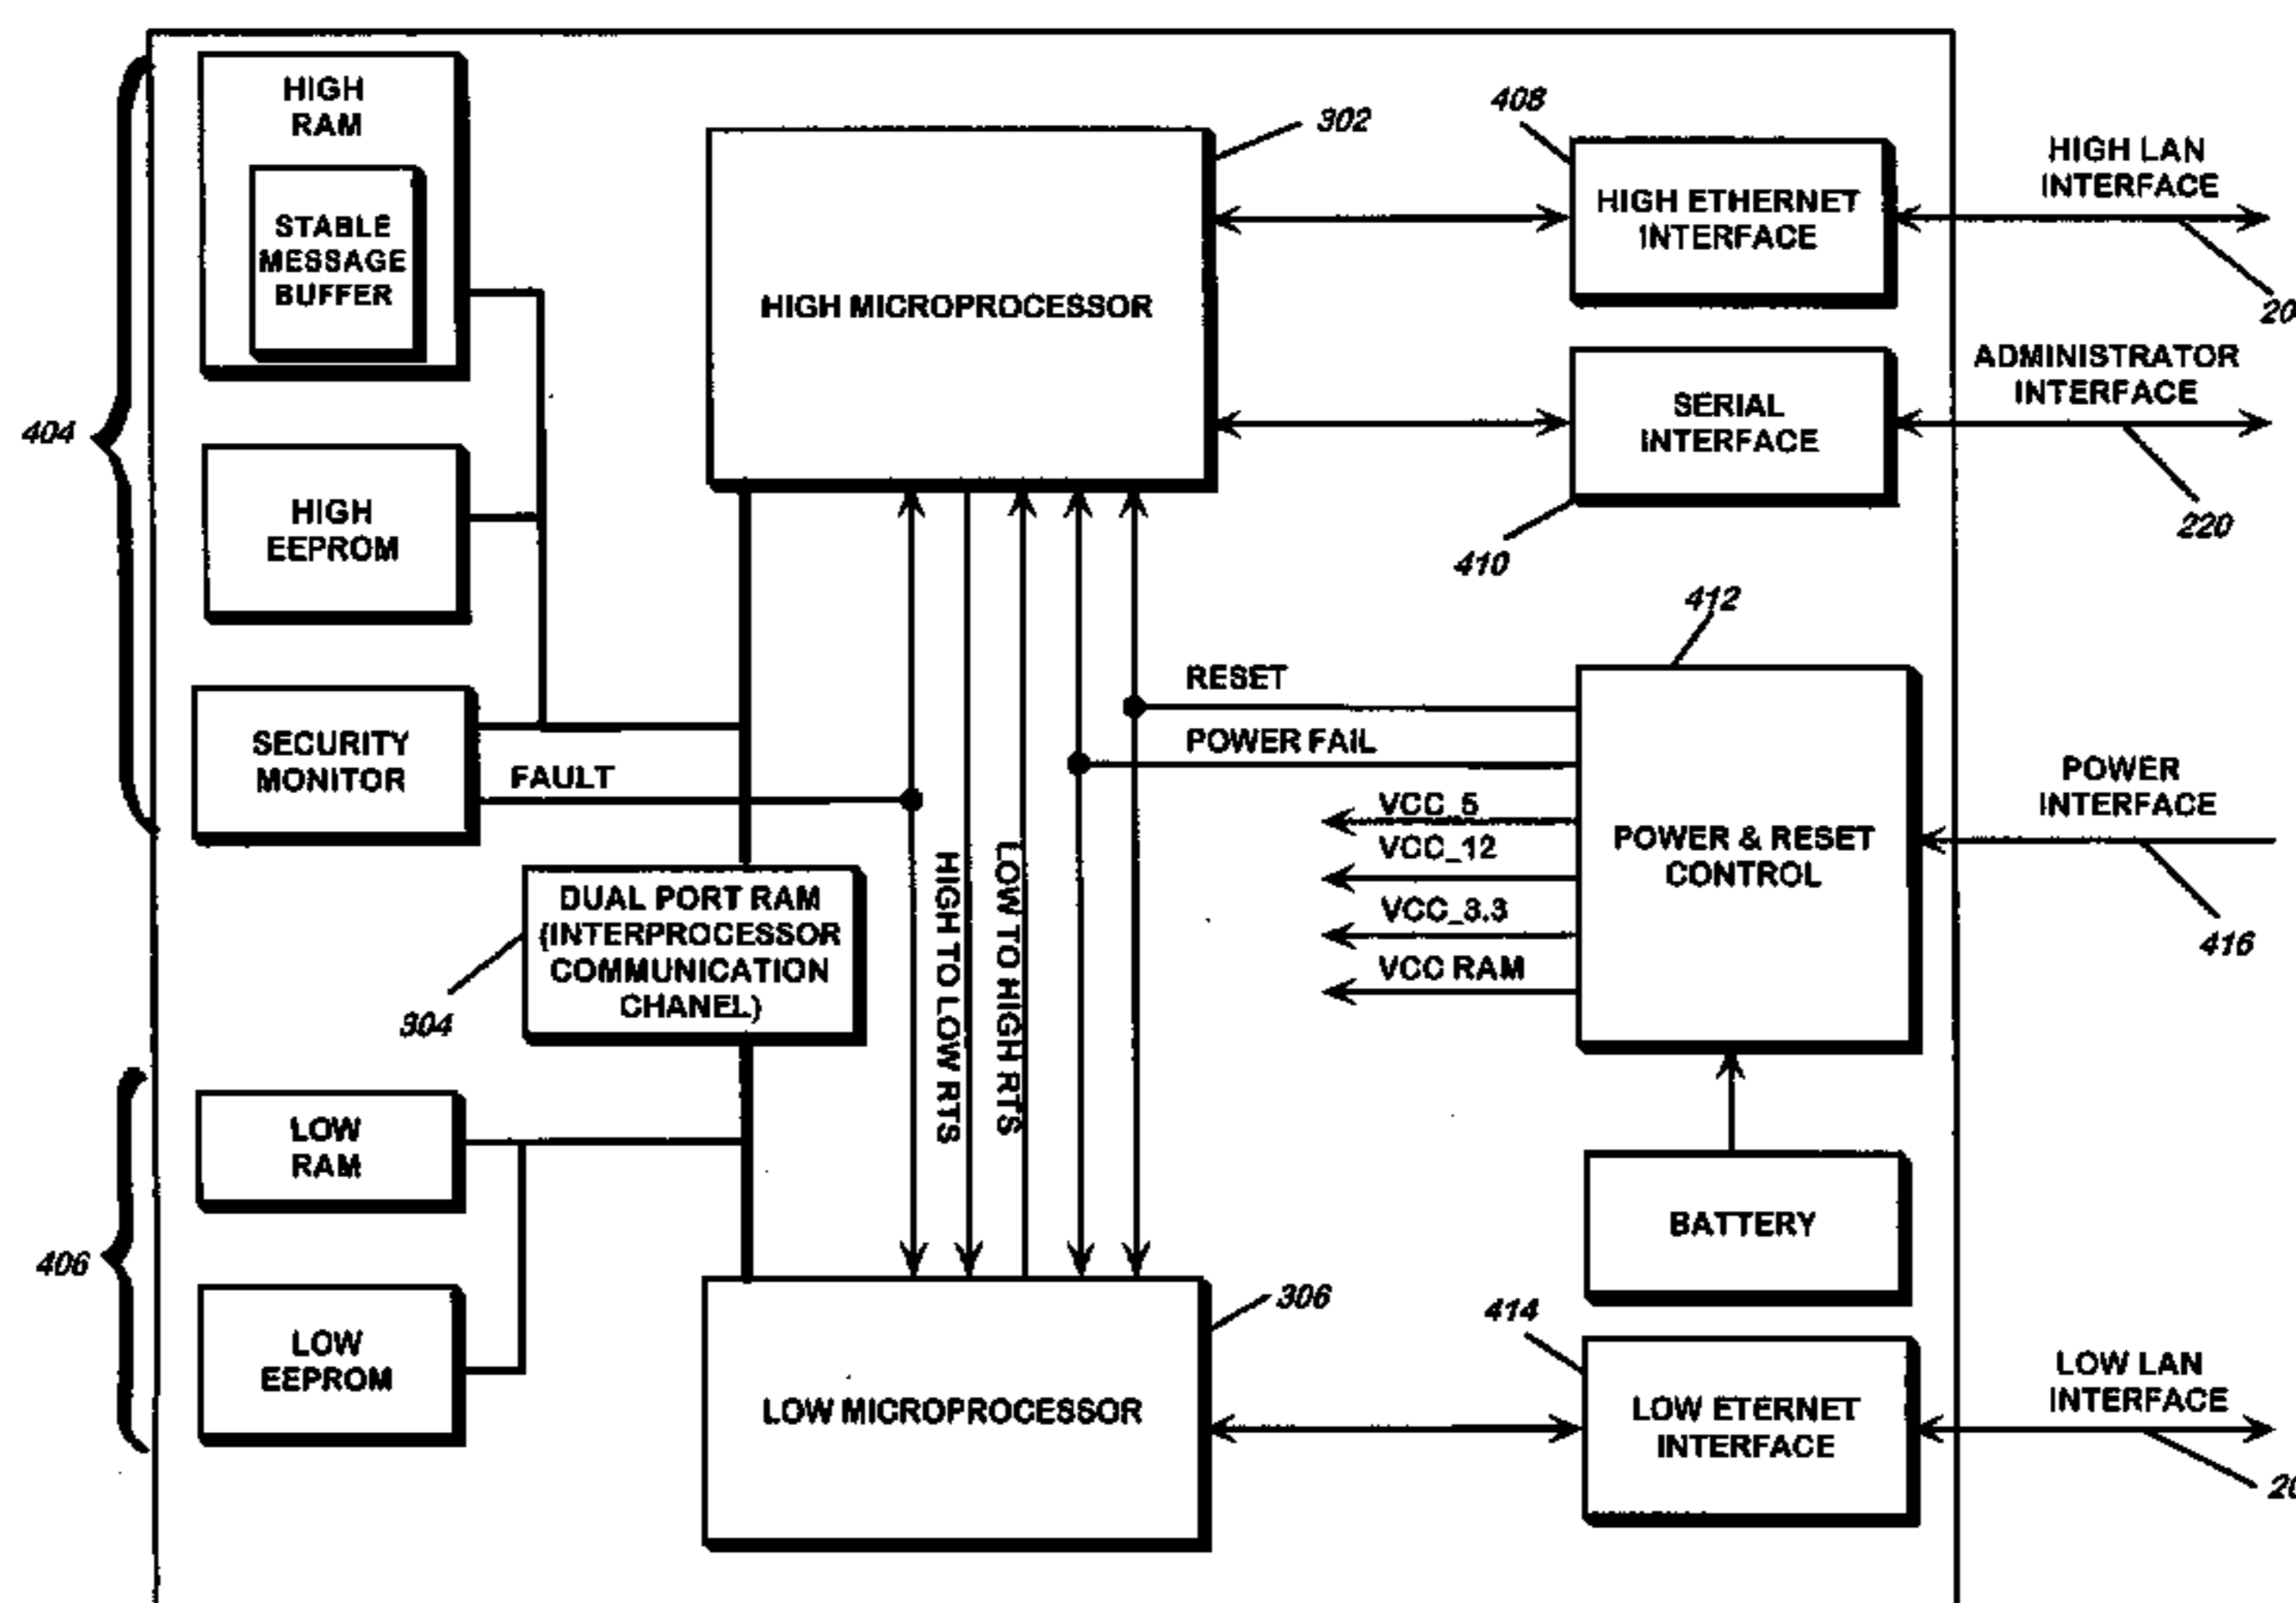 HIGH
RAM
STABLE
MESSAGE
BUFFER
404
HIGH
EEPROM
SECURITY
MONITOR
FAULT
302
HIGH MICROPROCESSOR
408
HIGH ETHERNET
INTERFACE
HIGH LAN
INTERFACE
20
SERIAL
INTERFACE
410
ADMINISTRATOR
INTERFACE
220
412
RESET
POWER FAIL
VCC_5
VCC_12
VCC_3.3
VCC RAM
POWER & RESET
CONTROL
POWER
INTERFACE
416
DUAL PORT RAM
(INTERPROCESSOR
COMMUNICATION
CHANEL)
304
HIGH TO LOW RTS
LOW TO HIGH RTS
LOW
RAM
406
LOW
EEPROM
BATTERY
306
LOW MICROPROCESSOR
414
LOW ETERNET
INTERFACE
LOW LAN
INTERFACE
20